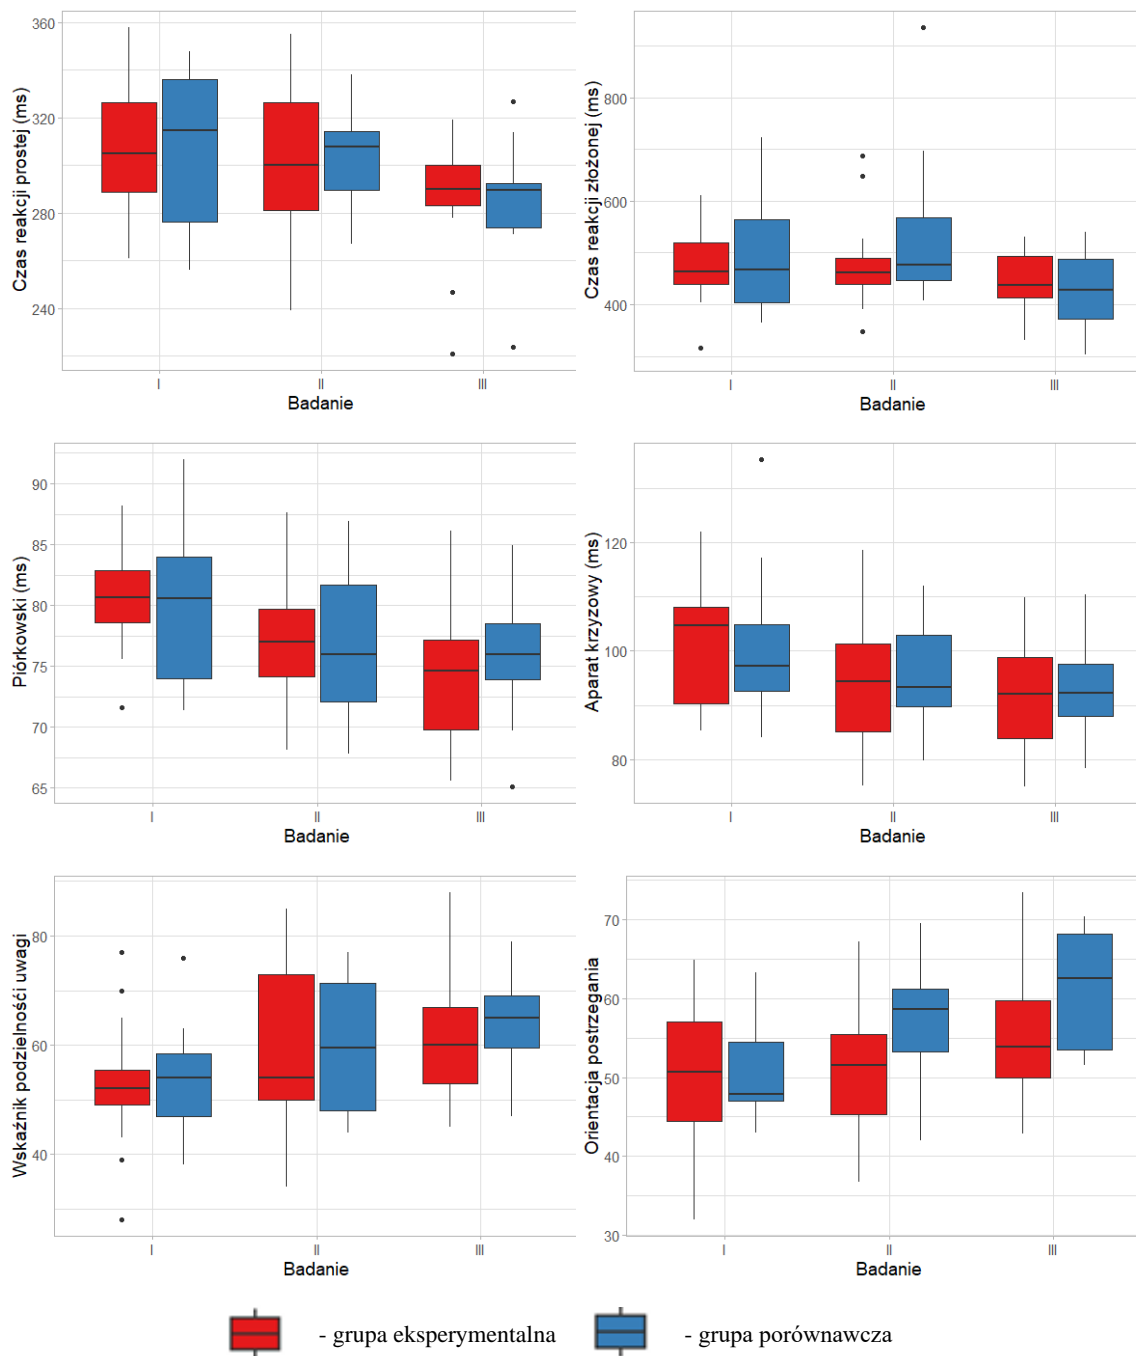 Czas reakcji prostej (ms)
360
320
280
240
I
II
III
Badanie
Czas reakcji złożonej (ms)
800
600
400
I
II
III
Badanie
Piórkowski (ms)
90
85
80
75
70
65
I
II
III
Badanie
Aparat krzyzowy (ms)
120
100
80
I
II
III
Badanie
Wskaźnik podzielnośći uwagi
80
60
40
I
II
III
Badanie
Orientacja postrzegania
70
60
50
40
30
I
II
III
Badanie
- grupa eksperymentalna
- grupa porównawcza